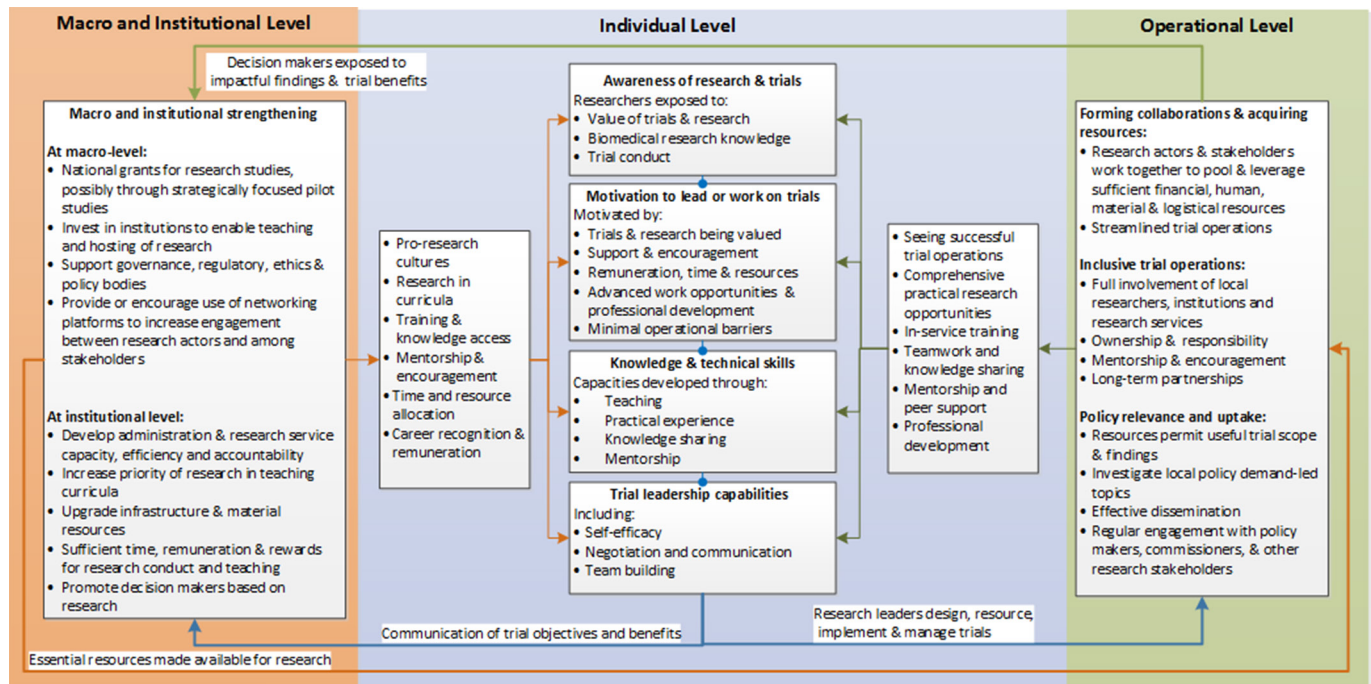 Macro and Institutional Level
Individual Level
Operational Level
Decision makers exposed to
impactful findings & trial benefits
Macro and institutional strengthening
At macro-level:
• National grants for research studies,
possibly through strategically focused pilot
studies
• Invest in institutions to enable teaching
and hosting of research
• Support governance, regulatory, ethics &
policy bodies
• Provide or encourage use of networking
platforms to increase engagement
between research actors and among
stakeholders
At institutional level:
• Develop administration & research service
capacity, efficiency and accountability
• Increase priority of research in teaching
curricula
• Upgrade infrastructure & material
resources
• Sufficient time, remuneration & rewards
for research conduct and teaching
• Promote decision makers based on
research
• Pro-research
cultures
• Research in
curricula
• Training &
knowledge access
• Mentorship &
encouragement
• Time and resource
allocation
• Career recognition &
remuneration
Awareness of research & trials
Researchers exposed to:
• Value of trials & research
• Biomedical research knowledge
• Trial conduct
Motivation to lead or work on trials
Motivated by:
• Trials & research being valued
• Support & encouragement
• Remuneration, time & resources
• Advanced work opportunities & 
professional development
• Minimal operational barriers
Knowledge & technical skills
Capacities developed through:
• Teaching
• Practical experience
• Knowledge sharing
• Mentorship
Trial leadership capabilities
Including:
• Self-efficacy
• Negotiation and communication
• Team building
• Seeing successful
trial operations
• Comprehensive
practical research
opportunities
• In-service training
• Teamwork and
knowledge sharing
• Mentorship and
peer support
• Professional
development
Forming collaborations & acquiring
resources:
• Research actors & stakeholders
work together to pool & leverage
sufficient financial, human,
material & logistical resources
• Streamlined trial operations
Inclusive trial operations:
• Full involvement of local
researchers, institutions and
research services
• Ownership & responsibility
• Mentorship & encouragement
• Long-term partnerships
Policy relevance and uptake:
• Resources permit useful trial scope
& findings
• Investigate local policy demand-led
topics
• Effective dissemination
• Regular engagement with policy
makers, commissioners, & other
research stakeholders
Communication of trial objectives and benefits
Research leaders design, resource,
implement & manage trials
Essential resources made available for research